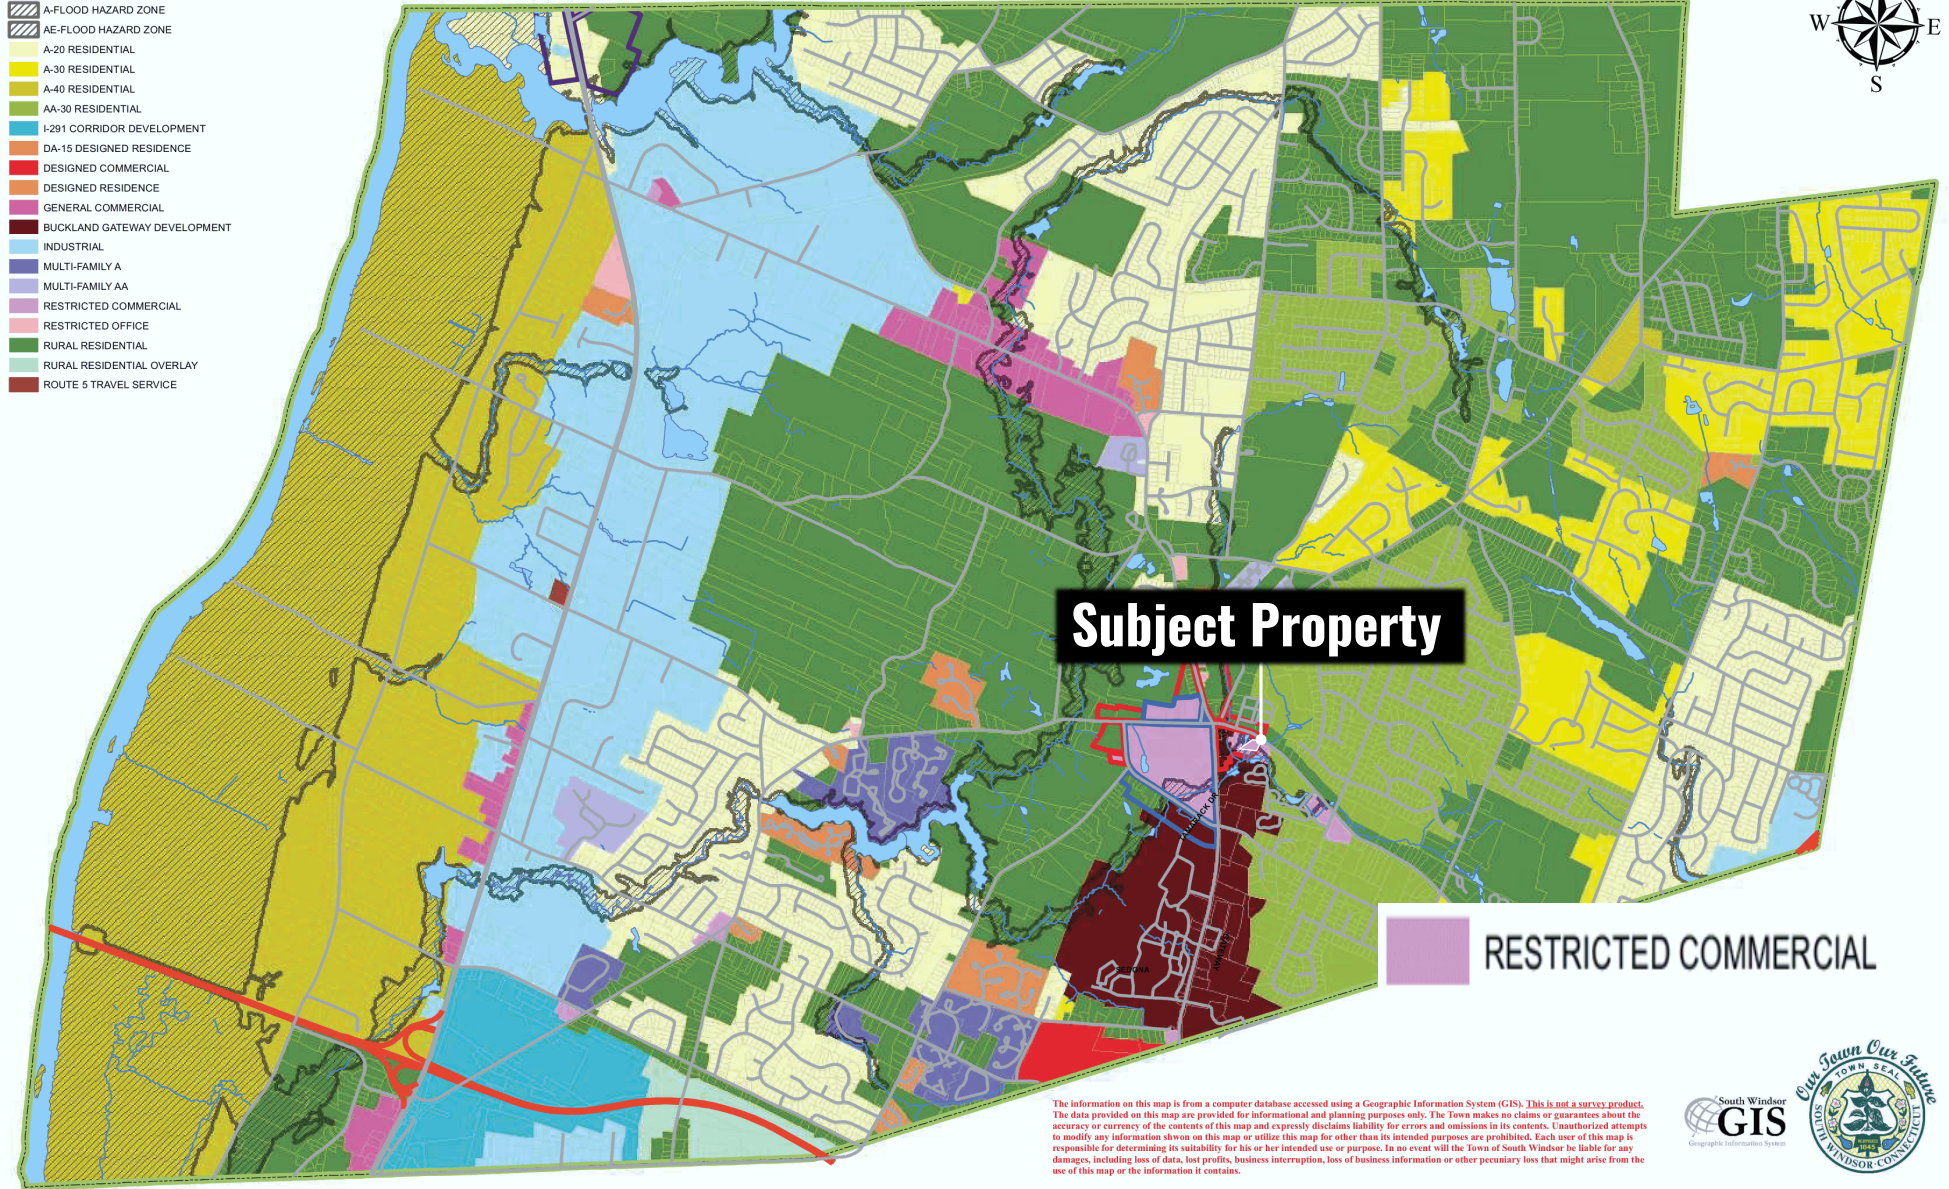 A-FLOOD HAZARD ZONE
AE-FLOOD HAZARD ZONE
A-20 RESIDENTIAL
A-30 RESIDENTIAL
A-40 RESIDENTIAL
AA-30 RESIDENTIAL
I-291 CORRIDOR DEVELOPMENT
DA-15 DESIGNED RESIDENCE
DESIGNED COMMERCIAL
DESIGNED RESIDENCE
GENERAL COMMERCIAL
BUCKLAND GATEWAY DEVELOPMENT
INDUSTRIAL
MULTI-FAMILY A
MULTI-FAMILY AA
RESTRICTED COMMERCIAL
RESTRICTED OFFICE
RURAL RESIDENTIAL
RURAL RESIDENTIAL OVERLAY
ROUTE 5 TRAVEL SERVICE
W
E
S
Subject Property
TAMARACK DR
GATEWAY
SEDONA
RESTRICTED COMMERCIAL
The information on this map is from a computer database accessed using a Geographic Information System (GIS). This is not a survey product.
The data provided on this map are provided for informational and planning purposes only. The Town makes no claims or guarantees about the
accuracy or currency of the contents of this map and expressly disclaims liability for errors and omissions in its contents. Unauthorized attempts
to modify any information shwon on this map or utilize this map for other than its intended purposes are prohibited. Each user of this map is
responsible for determining its suitability for his or her intended use or purpose. In no event will the Town of South Windsor be liable for any
damages, including loss of data, lost profits, business interruption, loss of business information or other pecuniary loss that might arise from the
use of this map or the information it contains.
South Windsor
GIS
Geographic Information System
Our Town Our Future
TOWN SEAL
SOUTH WINDSOR·CONNECTICUT
1845